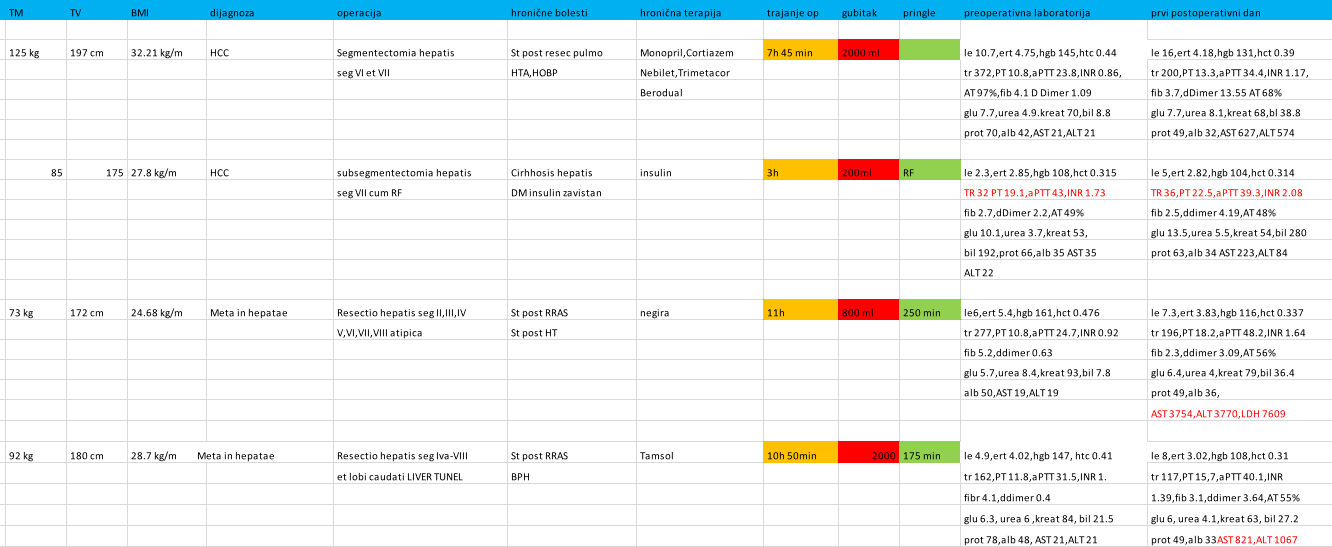 TM TV BMI dijagnoza operacija hronične bolesti hronična terapija trajanje op gubitak pringle preoperativna laboratorija prvi postoperativni dan
125 kg 197 cm 32.21 kg/m HCC Segmentectomia hepatis St post resec pulmo Monopril,Cortiazem 7h 45 min 2000 ml le 10.7,ert 4.75,hgb 145,htc 0.44 le 16,ert 4.18,hgb 131,hct 0.39
seg VI et VII HTA,HOBP Nebilet,Trimetacor tr 372,PT 10.8,aPTT 23.8,INR 0.86, tr 200,PT 13.3,aPTT 34.4,INR 1.17,
Berodual AT 97%,fib 4.1 D Dimer 1.09 fib 3.7,dDimer 13.55 AT 68%
glu 7.7,urea 4.9.kreat 70,bil 8.8 glu 7.7,urea 8.1,kreat 68,bl 38.8
prot 70,alb 42,AST 21,ALT 21 prot 49,alb 32,AST 627,ALT 574
85 175 27.8 kg/m HCC subsegmentectomia hepatis Cirhhosis hepatis insulin 3h 200ml RF le 2.3,ert 2.85,hgb 108,hct 0.315 le 5,ert 2.82,hgb 104,hct 0.314
seg VII cum RF DM insulin zavistan TR 32 PT 19.1,aPTT 43,INR 1.73 TR 36,PT 22.5,aPTT 39.3,INR 2.08
fib 2.7,dDimer 2.2,AT 49% fib 2.5,ddimer 4.19,AT 48%
glu 10.1,urea 3.7,kreat 53, glu 13.5,urea 5.5,kreat 54,bil 280
bil 192,prot 66,alb 35 AST 35 prot 63,alb 34 AST 223,ALT 84
ALT 22
73 kg 172 cm 24.68 kg/m Meta in hepatae Resectio hepatis seg II,III,IV St post RRAS negira 11h 800 ml 250 min le6,ert 5.4,hgb 161,hct 0.476 le 7.3,ert 3.83,hgb 116,hct 0.337
V,VI,VII,VIII atipica St post HT tr 277,PT 10.8,aPTT 24.7,INR 0.92 tr 196,PT 18.2,aPTT 48.2,INR 1.64
fib 5.2,ddimer 0.63 fib 2.3,ddimer 3.09,AT 56%
glu 5.7,urea 8.4,kreat 93,bil 7.8 glu 6.4,urea 4,kreat 79,bil 36.4
alb 50,AST 19,ALT 19 prot 49,alb 36,
AST 3754,ALT 3770,LDH 7609
92 kg 180 cm 28.7 kg/m Meta in hepatae Resectio hepatis seg Iva-VIII St post RRAS Tamsol 10h 50min 2000 175 min le 4.9,ert 4.02,hgb 147, htc 0.41 le 8,ert 3.02,hgb 108,hct 0.31
et lobi caudati LIVER TUNEL BPH tr 162,PT 11.8,aPTT 31.5,INR 1. tr 117,PT 15,7,aPTT 40.1,INR
fibr 4.1,ddimer 0.4 1.39,fib 3.1,ddimer 3.64,AT 55%
glu 6.3, urea 6 ,kreat 84, bil 21.5 glu 6, urea 4.1,kreat 63, bil 27.2
prot 78,alb 48, AST 21,ALT 21 prot 49,alb 33AST 821,ALT 1067